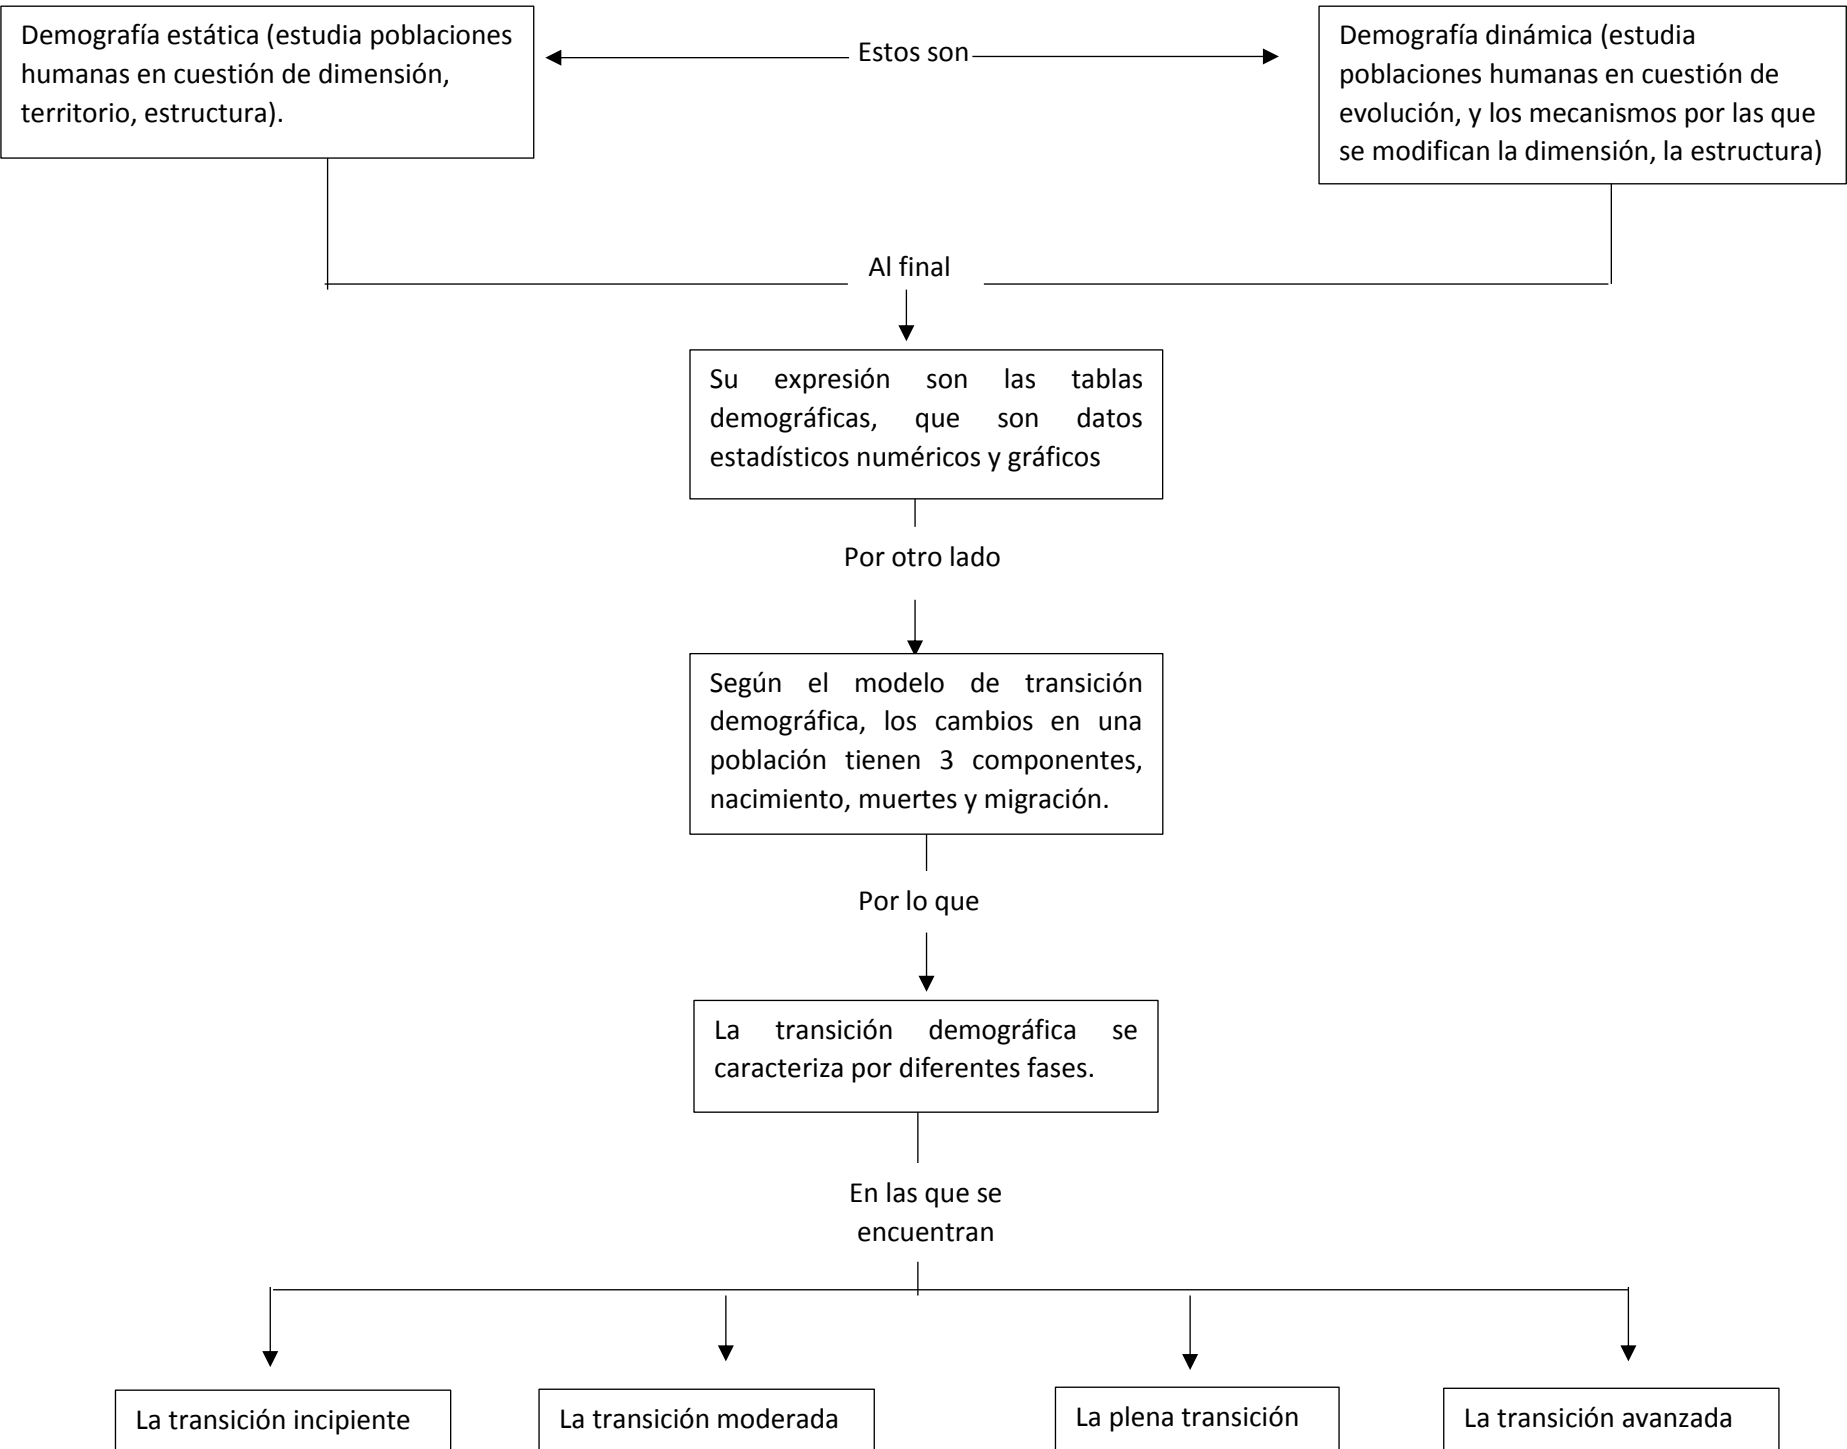 Demografía estática (estudia poblaciones
humanas en cuestión de dimensión,
territorio, estructura).
Estos son
Demografía dinámica (estudia
poblaciones humanas en cuestión de
evolución, y los mecanismos por las que
se modifican la dimensión, la estructura)
Al final
Su expresión son las tablas
demográficas, que son datos
estadísticos numéricos y gráficos
Por otro lado
Según el modelo de transición
demográfica, los cambios en una
población tienen 3 componentes,
nacimiento, muertes y migración.
Por lo que
La transición demográfica se
caracteriza por diferentes fases.
En las que se
encuentran
La transición incipiente
La transición moderada
La plena transición
La transición avanzada